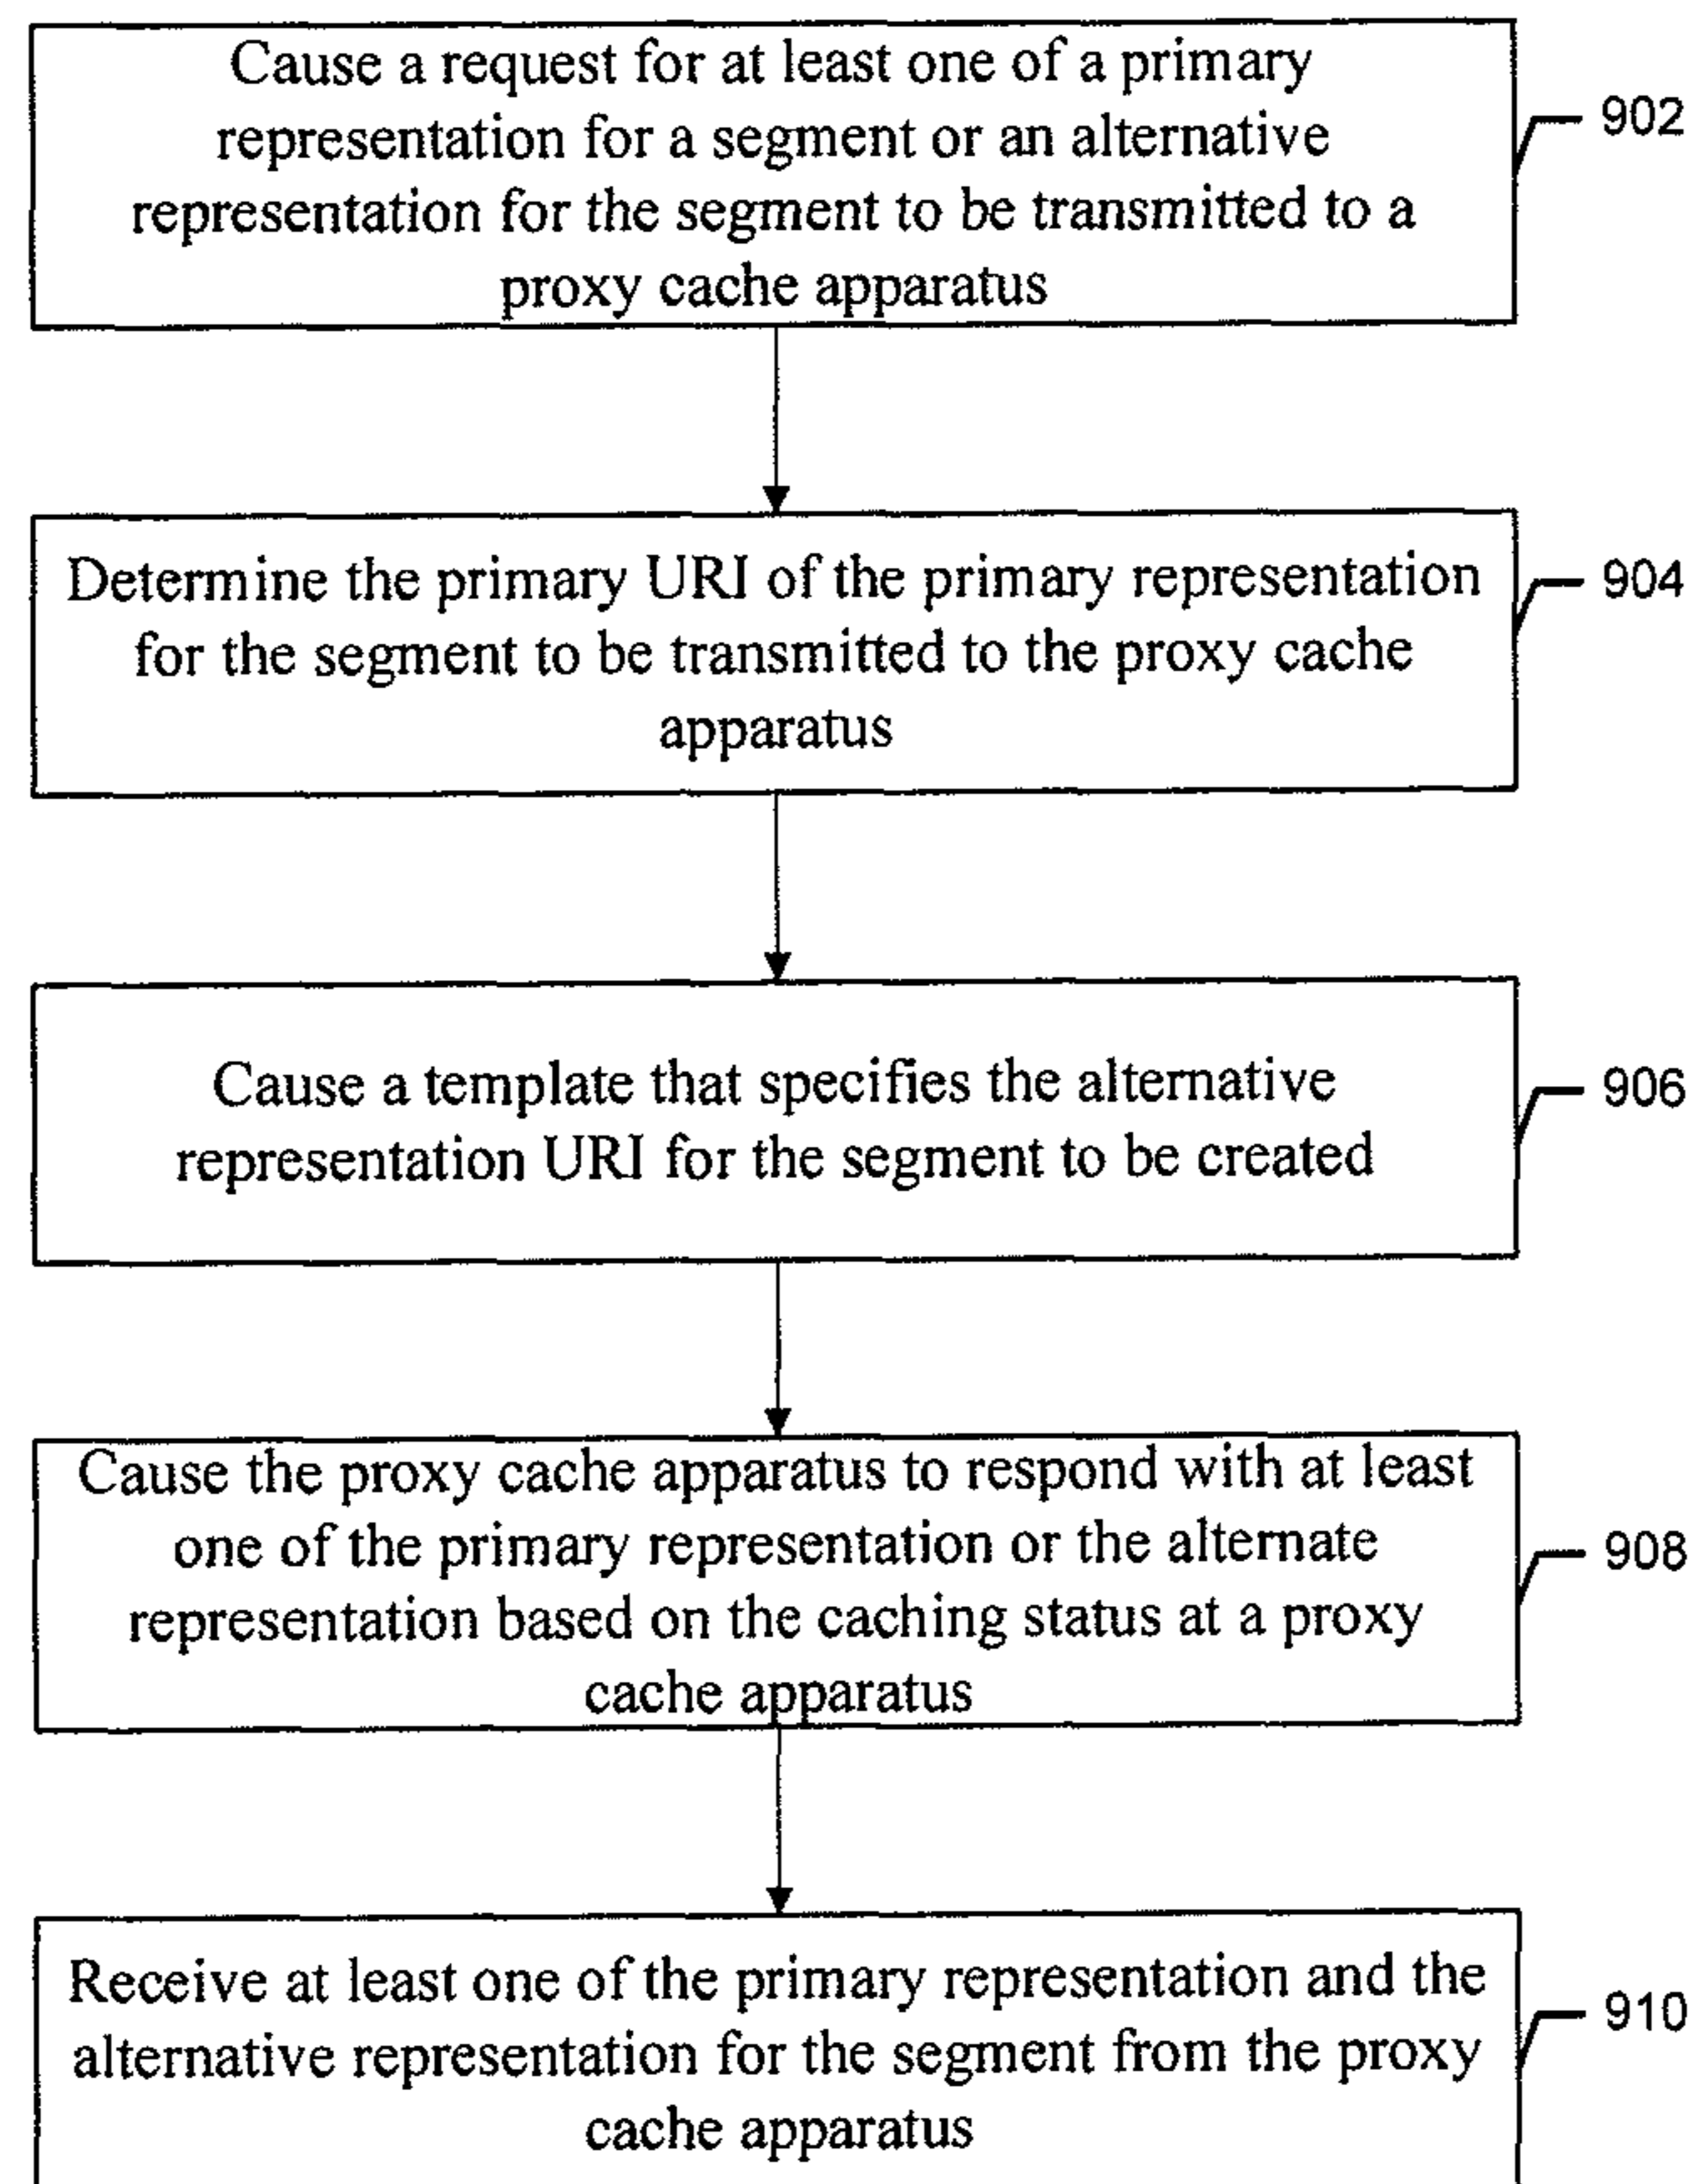 Cause a request for at least one of a primary
representation for a segment or an alternative
representation for the segment to be transmitted to a
proxy cache apparatus
902
Determine the primary URI of the primary representation
for the segment to be transmitted to the proxy cache
apparatus
904
Cause a template that specifies the alternative
representation URI for the segment to be created
906
Cause the proxy cache apparatus to respond with at least
one of the primary representation or the alternate
representation based on the caching status at a proxy
cache apparatus
908
Receive at least one of the primary representation and the
alternative representation for the segment from the proxy
cache apparatus
910